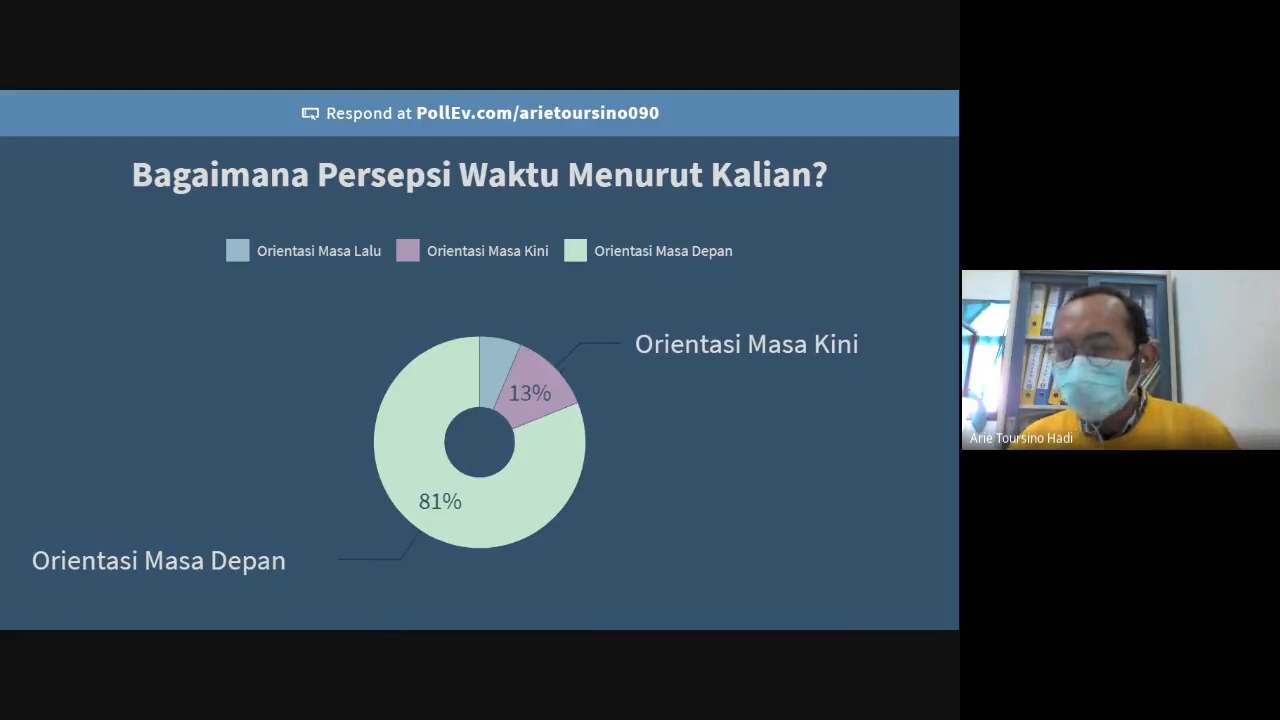 Respond at PollEv.com/arietoursino090
Bagaimana Persepsi Waktu Menurut Kalian?
Orientasi Masa Lalu Orientasi Masa Kini Orientasi Masa Depan
Orientasi Masa Kini
13%
81%
Orientasi Masa Depan
Arie Toursino Hadi